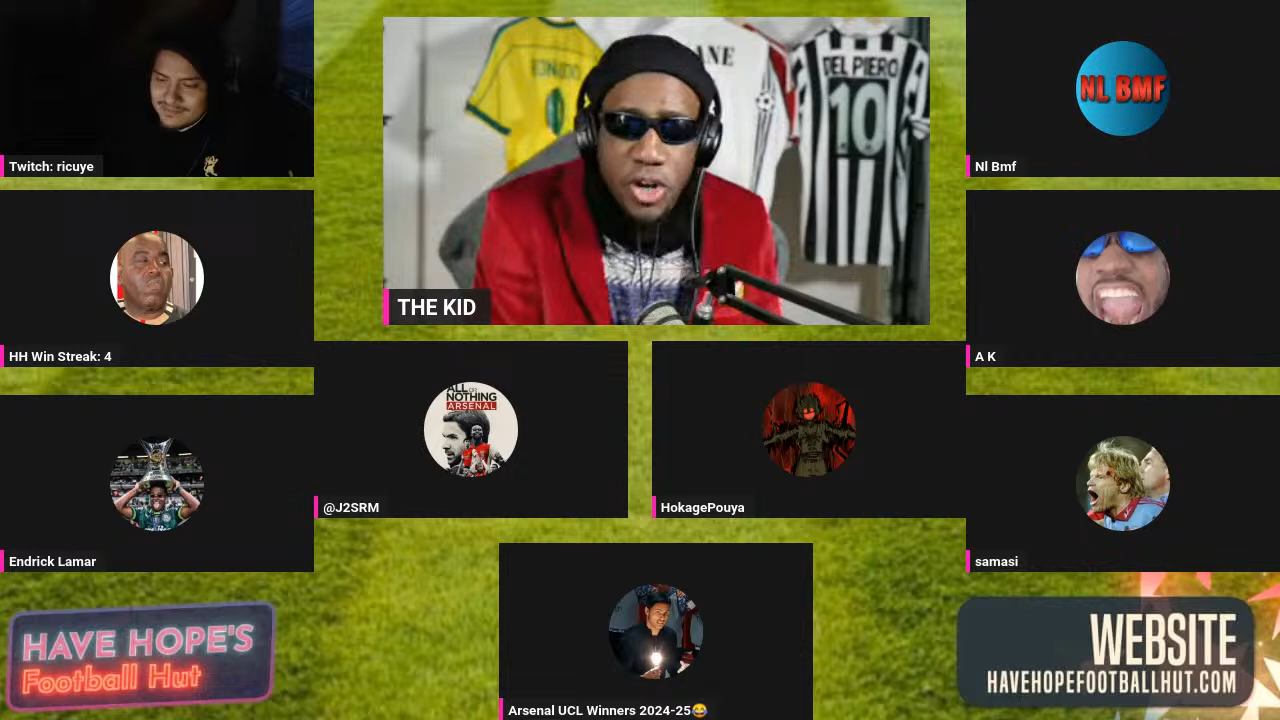 Twitch: ricuye
HH Win Streak: 4
Endrick Lamar
ANE
DEL PIERO
10
THE KID
NL BMF
Nl Bmf
A K
ALL OR
NOTHING
ARSENAL
@J2SRM
HokagePouya
samasi
Arsenal UCL Winners 2024-25😂
HAVE HOPE'S
Football Hut
WEBSITE
HAVEHOPEFOOTBALLHUT.COM